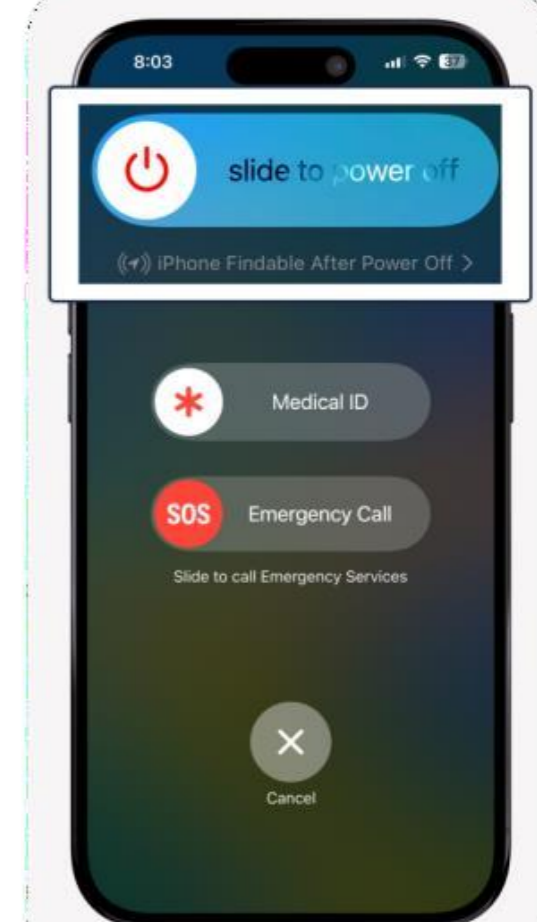 8:03
37
slide to power off
iPhone Findable After Power Off >
Medical ID
SOS Emergency Call
Slide to call Emergency Services
Cancel